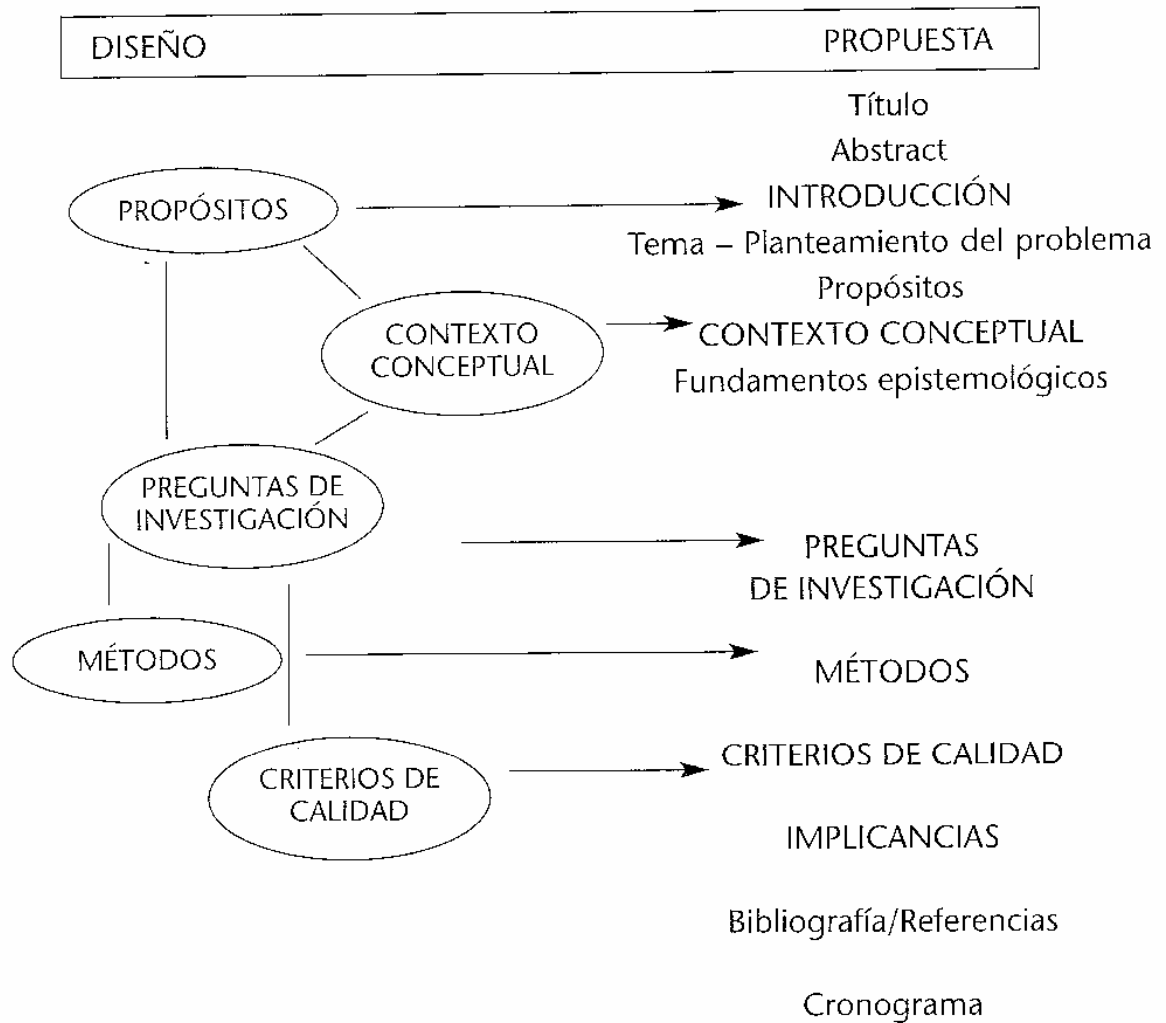 DISEÑO PROPUESTA
Título
Abstract
PROPÓSITOS INTRODUCCIÓN
Tema – Planteamiento del problema
Propósitos
CONTEXTO
CONCEPTUAL
CONTEXTO CONCEPTUAL
Fundamentos epistemológicos
PREGUNTAS DE
INVESTIGACIÓN
PREGUNTAS
DE INVESTIGACIÓN
MÉTODOS
MÉTODOS
CRITERIOS DE
CALIDAD
CRITERIOS DE CALIDAD
IMPLICANCIAS
Bibliografía/Referencias
Cronograma